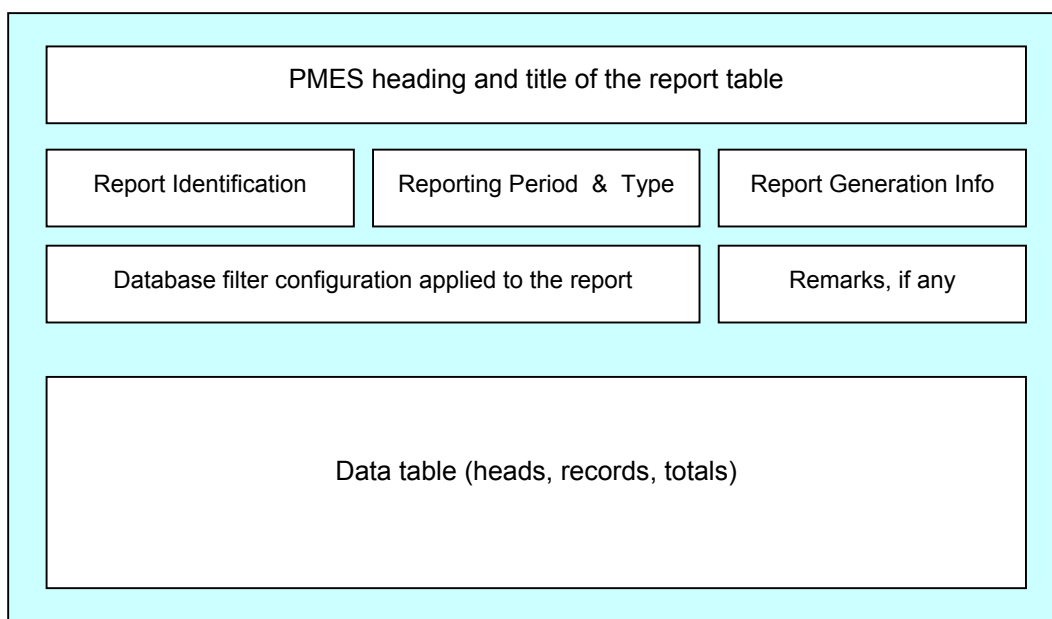 PMES heading and title of the report table
Report Identification
Reporting Period & Type
Report Generation Info
Database filter configuration applied to the report
Remarks, if any
Data table (heads, records, totals)